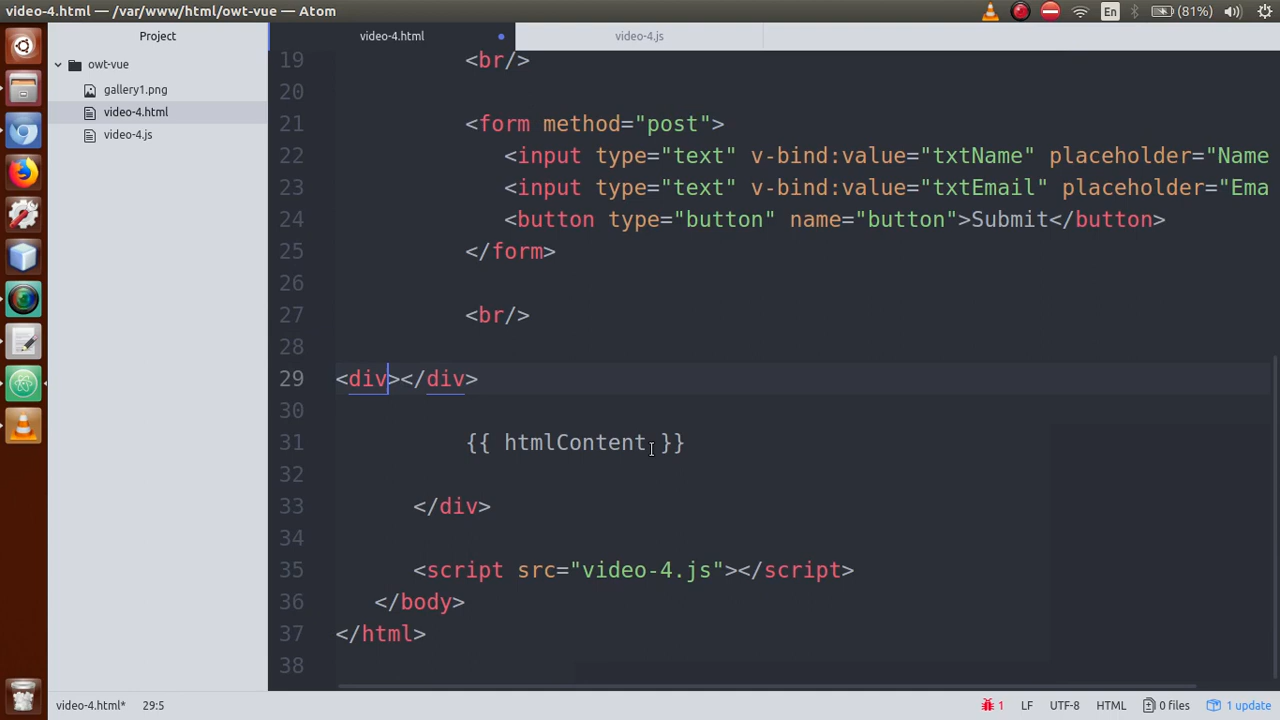 video-4.html — /var/www/html/owt-vue — Atom
En
(81%)
Project
owt-vue
gallery1.png
video-4.html
video-4.js
video-4.html
video-4.js
19 <br/>
20
21 <form method="post">
22 <input type="text" v-bind:value="txtName" placeholder="Name
23 <input type="text" v-bind:value="txtEmail" placeholder="Ema
24 <button type="button" name="button">Submit</button>
25 </form>
26
27 <br/>
28
29 <div></div>
30
31 {{ htmlContent }}
32
33 </div>
34
35 <script src="video-4.js"></script>
36 </body>
37 </html>
38
video-4.html* 29:5
1 LF UTF-8 HTML 0 files 1 update